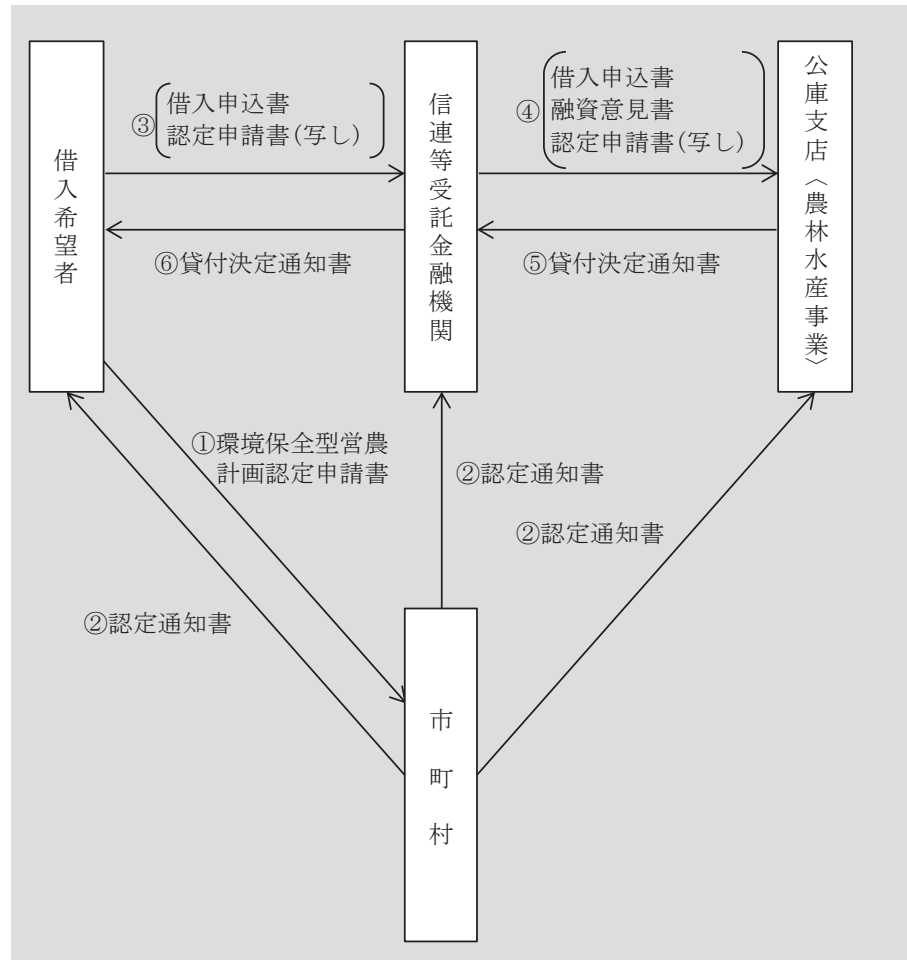 借入希望者
③
借入申込書
認定申請書(写し)
信連等受託金融機関
④
借入申込書
融資意見書
認定申請書(写し)
公庫支店〈農林水産事業〉
⑥貸付決定通知書
⑤貸付決定通知書
①環境保全型営農
計画認定申請書
②認定通知書
②認定通知書
②認定通知書
市町村